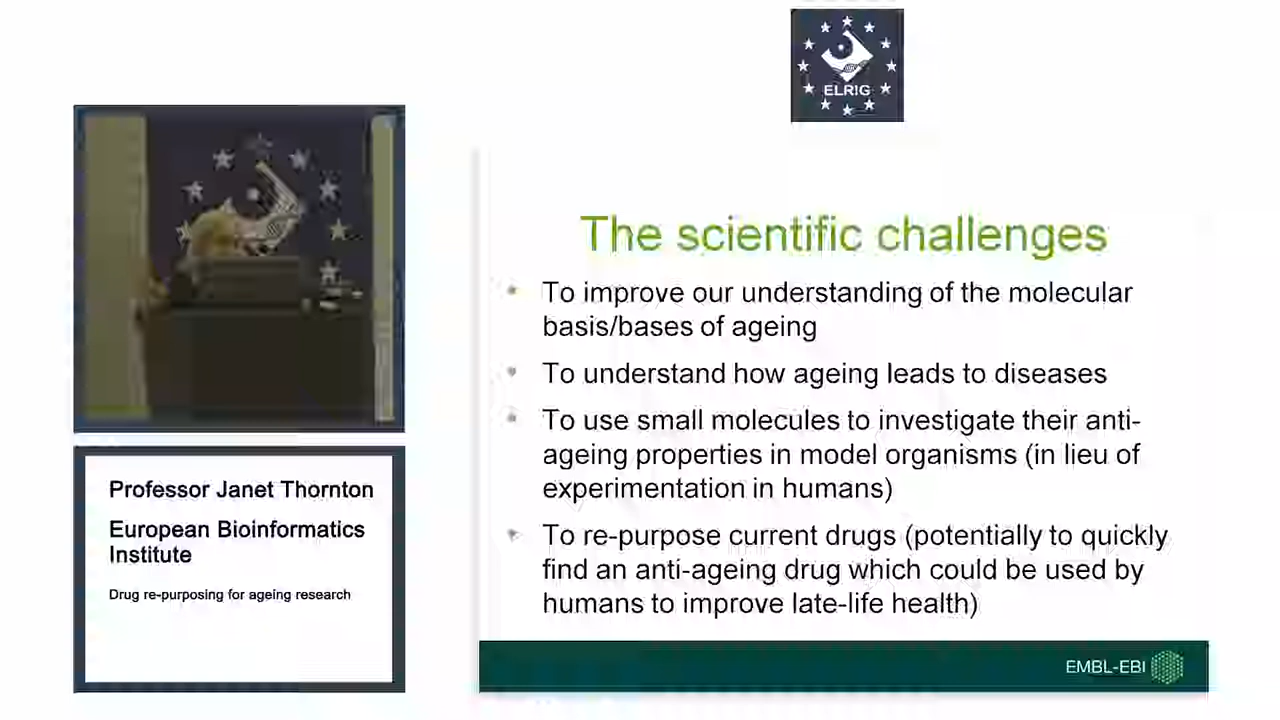 ELRIG
The scientific challenges
To improve our understanding of the molecular
basis/bases of ageing
To understand how ageing leads to diseases
To use small molecules to investigate their anti-
ageing properties in model organisms (in lieu of
experimentation in humans)
To re-purpose current drugs (potentially to quickly
find an anti-ageing drug which could be used by
humans to improve late-life health)
EMBL-EBI
Professor Janet Thornton
European Bioinformatics
Institute
Drug re-purposing for ageing research